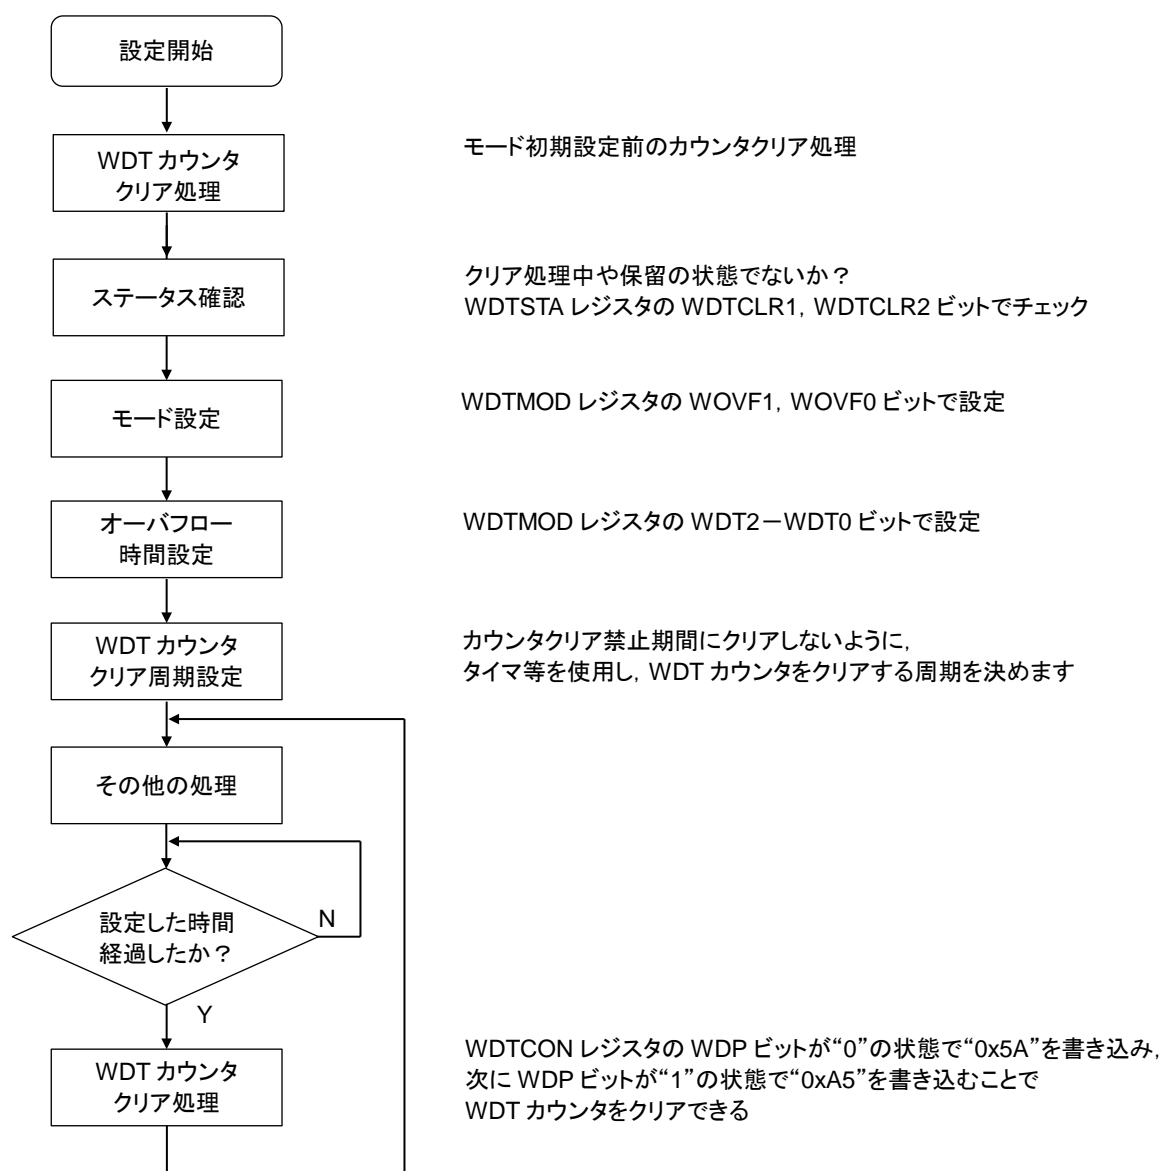 設定開始
WDT カウンタ
クリア処理
モード初期設定前のカウンタクリア処理
ステータス確認
クリア処理中や保留の状態でないか？
WDTSTA レジスタの WDTCLR1，WDTCLR2 ビットでチェック
モード設定
WDTMOD レジスタの WOVF1，WOVF0 ビットで設定
オーバフロー
時間設定
WDTMOD レジスタの WDT2－WDT0 ビットで設定
WDT カウンタ
クリア周期設定
カウンタクリア禁止期間にクリアしないように，
タイマ等を使用し，WDT カウンタをクリアする周期を決めます
その他の処理
設定した時間
経過したか？
N
Y
WDT カウンタ
クリア処理
WDTCON レジスタの WDP ビットが“0”の状態で“0x5A”を書き込み，
次に WDP ビットが“1”の状態で“0xA5”を書き込むことで
WDT カウンタをクリアできる